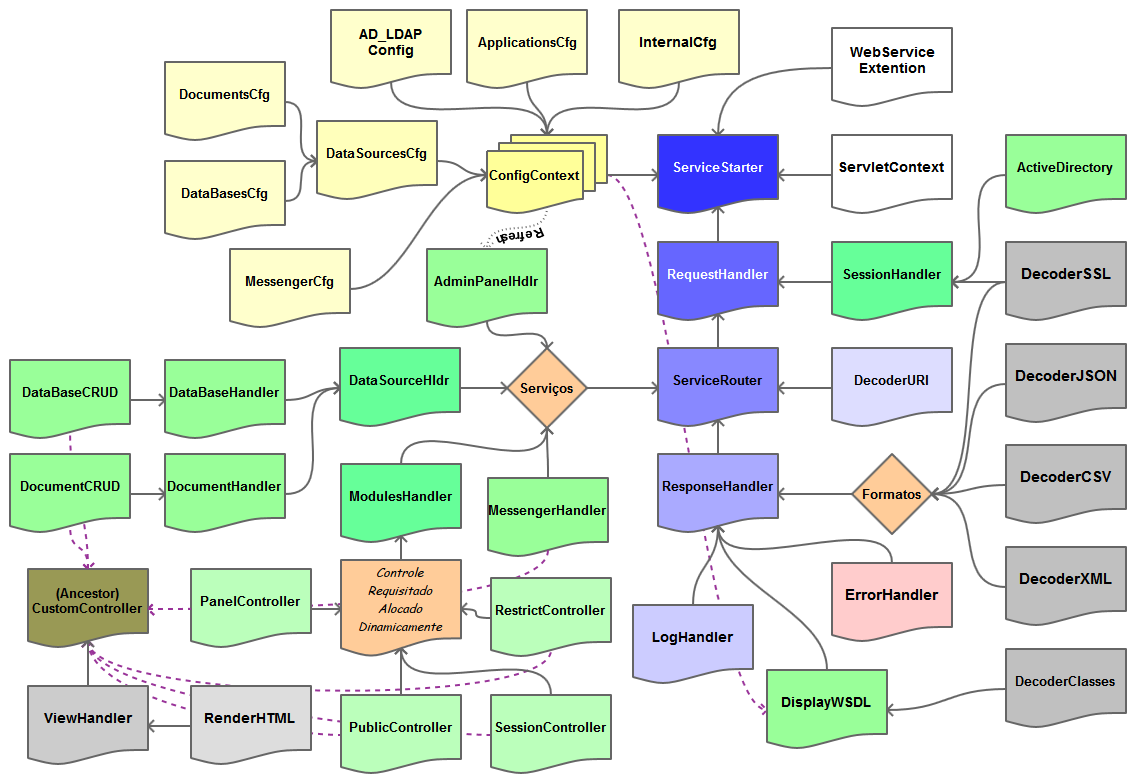 AD_LDAP
Config
ApplicationsCfg
InternalCfg
WebService
Extention
DocumentsCfg
DataSourcesCfg
DataBasesCfg
ConfigContext
ServiceStarter
ServletContext
ActiveDirectory
Refresh
MessengerCfg
AdminPanelHdlr
RequestHandler
SessionHandler
DecoderSSL
DataBaseCRUD
DataBaseHandler
DataSourceHldr
Serviços
ServiceRouter
DecoderURI
DecoderJSON
DocumentCRUD
DocumentHandler
ModulesHandler
MessengerHandler
ResponseHandler
Formatos
DecoderCSV
(Ancestor)
CustomController
PanelController
Controle
Requisitado
Alocado
Dinamicamente
RestrictController
LogHandler
ErrorHandler
DecoderXML
ViewHandler
RenderHTML
PublicController
SessionController
DisplayWSDL
DecoderClasses